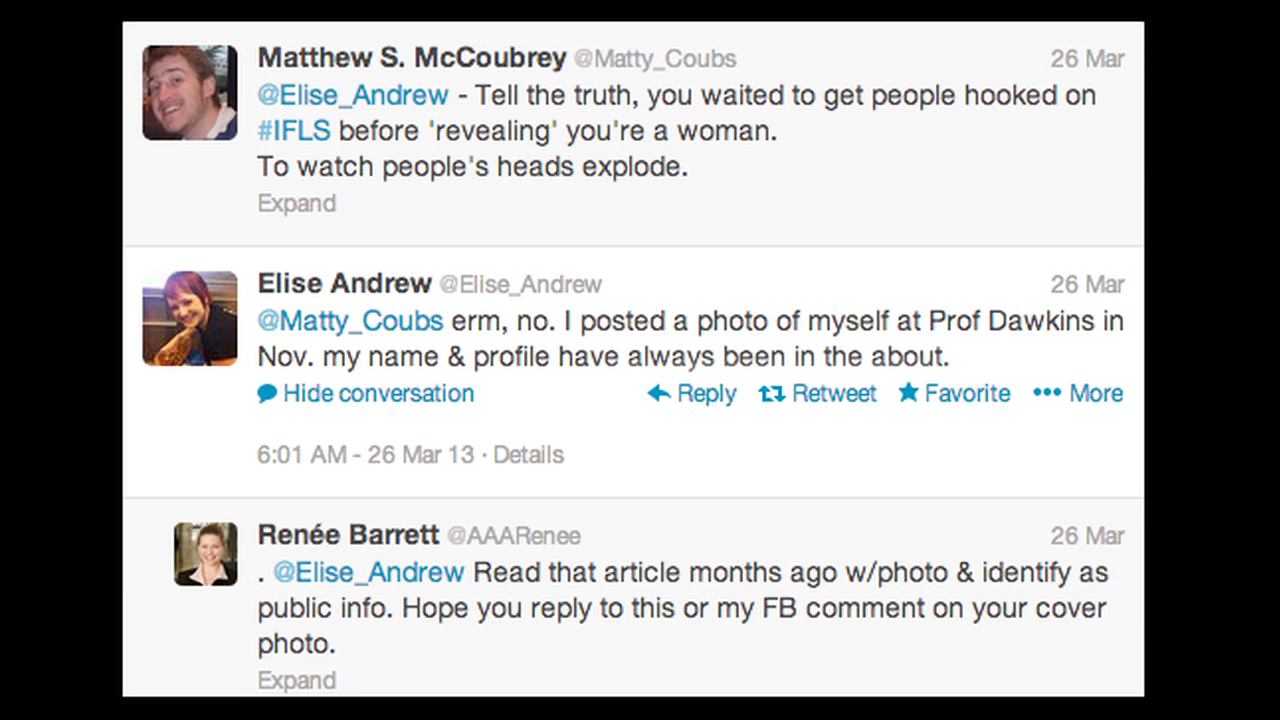 Matthew S. McCoubrey @Matty_Coubs 26 Mar
@Elise_Andrew - Tell the truth, you waited to get people hooked on
#IFLS before 'revealing' you're a woman.
To watch people's heads explode.
Expand
Elise Andrew @Elise_Andrew 26 Mar
@Matty_Coubs erm, no. I posted a photo of myself at Prof Dawkins in
Nov. my name & profile have always been in the about.
Hide conversation Reply Retweet Favorite ••• More
6:01 AM - 26 Mar 13 · Details
Renée Barrett @AAARenee 26 Mar
. @Elise_Andrew Read that article months ago w/photo & identify as
public info. Hope you reply to this or my FB comment on your cover
photo.
Expand